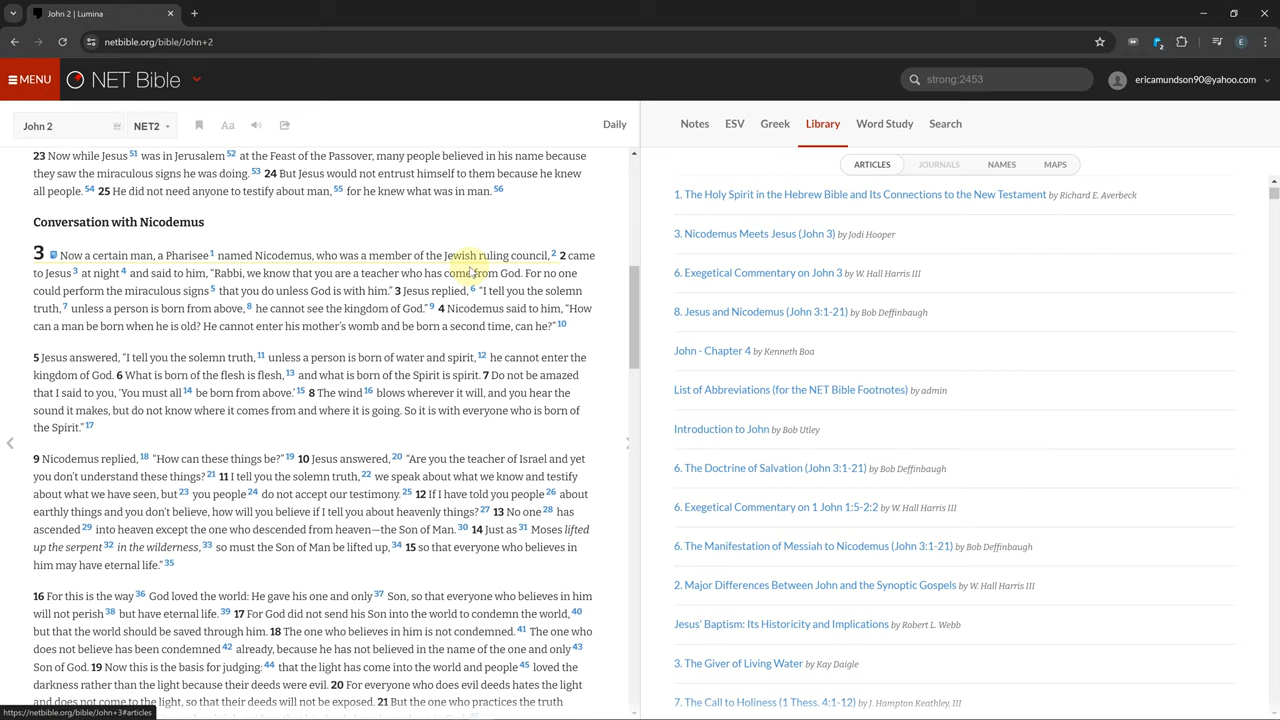 John 2 | Lumina
netbible.org/bible/John+2
MENU NET Bible strong:2453 ericamundson90@yahoo.com
John 2 NET2 Aa Daily
23 Now while Jesus 51 was in Jerusalem 52 at the Feast of the Passover, many people believed in his name because
they saw the miraculous signs he was doing. 53 24 But Jesus would not entrust himself to them because he knew
all people. 54 25 He did not need anyone to testify about man, 55 for he knew what was in man. 56
Conversation with Nicodemus
3 Now a certain man, a Pharisee 1 named Nicodemus, who was a member of the Jewish ruling council, 2 2 came
to Jesus 3 at night 4 and said to him, “Rabbi, we know that you are a teacher who has come from God. For no one
could perform the miraculous signs 5 that you do unless God is with him.” 3 Jesus replied, 6 “I tell you the solemn
truth, 7 unless a person is born from above, 8 he cannot see the kingdom of God.” 9 4 Nicodemus said to him, “How
can a man be born when he is old? He cannot enter his mother’s womb and be born a second time, can he?” 10
5 Jesus answered, “I tell you the solemn truth, 11 unless a person is born of water and spirit, 12 he cannot enter the
kingdom of God. 6 What is born of the flesh is flesh, 13 and what is born of the Spirit is spirit. 7 Do not be amazed
that I said to you, ‘You must all 14 be born from above.’ 15 8 The wind 16 blows wherever it will, and you hear the
sound it makes, but do not know where it comes from and where it is going. So it is with everyone who is born of
the Spirit.” 17
9 Nicodemus replied, 18 “How can these things be?” 19 10 Jesus answered, 20 “Are you the teacher of Israel and yet
you don’t understand these things? 21 11 I tell you the solemn truth, 22 we speak about what we know and testify
about what we have seen, but 23 you people 24 do not accept our testimony. 25 12 If I have told you people 26 about
earthly things and you don’t believe, how will you believe if I tell you about heavenly things? 27 13 No one 28 has
ascended 29 into heaven except the one who descended from heaven—the Son of Man. 30 14 Just as 31 Moses lifted
up the serpent 32 in the wilderness, 33 so must the Son of Man be lifted up, 34 15 so that everyone who believes in
him may have eternal life.” 35
16 For this is the way 36 God loved the world: He gave his one and only 37 Son, so that everyone who believes in him
will not perish 38 but have eternal life. 39 17 For God did not send his Son into the world to condemn the world, 40
but that the world should be saved through him. 18 The one who believes in him is not condemned. 41 The one who
does not believe has been condemned 42 already, because he has not believed in the name of the one and only 43
Son of God. 19 Now this is the basis for judging: 44 that the light has come into the world and people 45 loved the
darkness rather than the light because their deeds were evil. 20 For everyone who does evil deeds hates the light
and does not come to the light, so that their deeds will not be exposed. 21 But the one who practices the truth
https://netbible.org/bible/John+3#articles
Notes ESV Greek Library Word Study Search
ARTICLES JOURNALS NAMES MAPS
1. The Holy Spirit in the Hebrew Bible and Its Connections to the New Testament by Richard E. Averbeck
3. Nicodemus Meets Jesus (John 3) by Jodi Hooper
6. Exegetical Commentary on John 3 by W. Hall Harris III
8. Jesus and Nicodemus (John 3:1-21) by Bob Deffinbaugh
John - Chapter 4 by Kenneth Boa
List of Abbreviations (for the NET Bible Footnotes) by admin
Introduction to John by Bob Utley
6. The Doctrine of Salvation (John 3:1-21) by Bob Deffinbaugh
6. Exegetical Commentary on 1 John 1:5-2:2 by W. Hall Harris III
6. The Manifestation of Messiah to Nicodemus (John 3:1-21) by Bob Deffinbaugh
2. Major Differences Between John and the Synoptic Gospels by W. Hall Harris III
Jesus’ Baptism: Its Historicity and Implications by Robert L. Webb
3. The Giver of Living Water by Kay Daigle
7. The Call to Holiness (1 Thess. 4:1-12) by J. Hampton Keathley, III